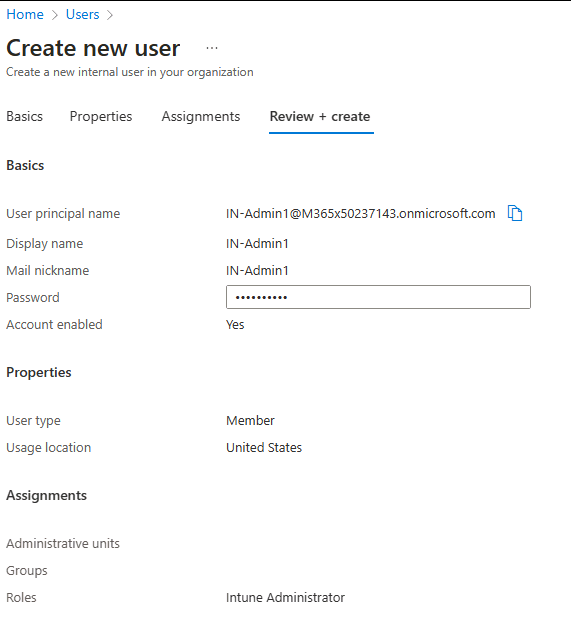 Home > Users >
Create new user ...
Create a new internal user in your organization
Basics Properties Assignments Review + create
Basics
User principal name IN-Admin1@M365x50237143.onmicrosoft.com
Display name IN-Admin1
Mail nickname IN-Admin1
Password ••••••••••
Account enabled Yes
Properties
User type Member
Usage location United States
Assignments
Administrative units
Groups
Roles Intune Administrator